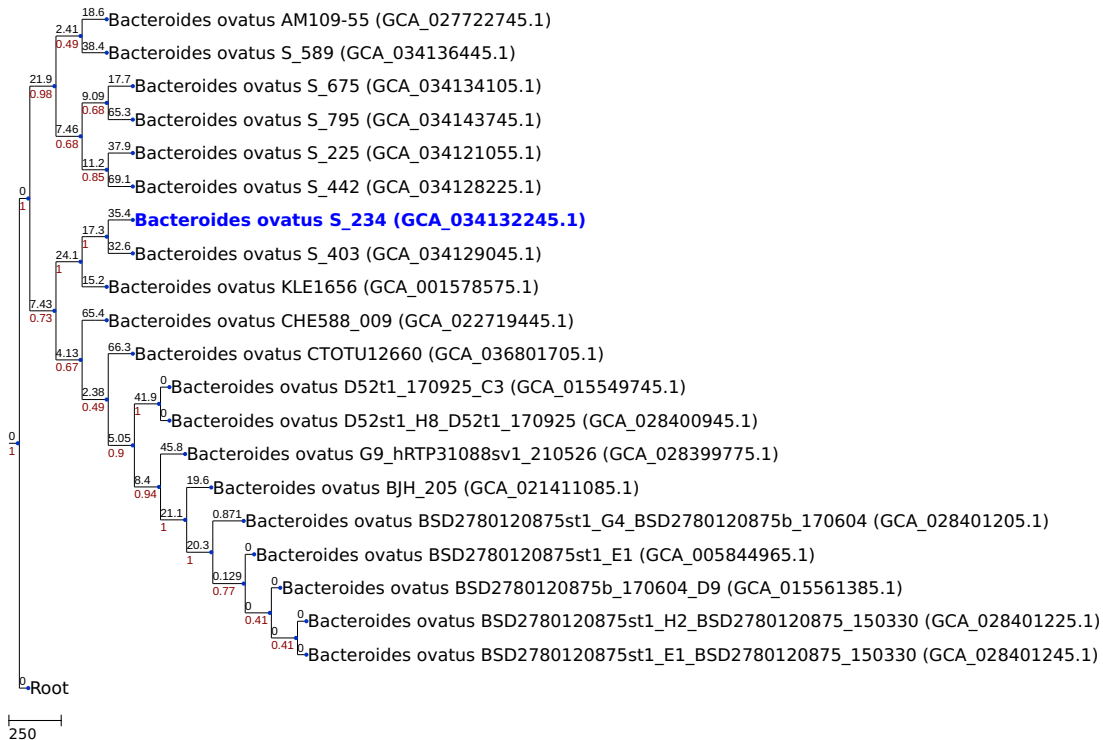 18.6 Bacteroides ovatus AM109-55 (GCA_027722745.1)
2.41
0.49
38.4 Bacteroides ovatus S_589 (GCA_034136445.1)
21.9
0.98
17.7 Bacteroides ovatus S_675 (GCA_034134105.1)
9.09
0.68
65.3 Bacteroides ovatus S_795 (GCA_034143745.1)
7.46
0.68
37.9 Bacteroides ovatus S_225 (GCA_034121055.1)
11.2
0.85
69.1 Bacteroides ovatus S_442 (GCA_034128225.1)
0
1
35.4 Bacteroides ovatus S_234 (GCA_034132245.1)
17.3
1
32.6 Bacteroides ovatus S_403 (GCA_034129045.1)
24.1
1
15.2 Bacteroides ovatus KLE1656 (GCA_001578575.1)
7.43
0.73
65.4 Bacteroides ovatus CHE588_009 (GCA_022719445.1)
4.13
0.67
66.3 Bacteroides ovatus CTOTU12660 (GCA_036801705.1)
2.38
0.49
0 Bacteroides ovatus D52t1_170925_C3 (GCA_015549745.1)
41.9
1
0 Bacteroides ovatus D52st1_H8_D52t1_170925 (GCA_028400945.1)
5.05
0.9
0
1
45.8 Bacteroides ovatus G9_hRTP31088sv1_210526 (GCA_028399775.1)
8.4
0.94
19.6 Bacteroides ovatus BJH_205 (GCA_021411085.1)
21.1
1
0.871 Bacteroides ovatus BSD2780120875st1_G4_BSD2780120875b_170604 (GCA_028401205.1)
20.3
1
0 Bacteroides ovatus BSD2780120875st1_E1 (GCA_005844965.1)
0.129
0.77
0 Bacteroides ovatus BSD2780120875b_170604_D9 (GCA_015561385.1)
0
0.41
0 Bacteroides ovatus BSD2780120875st1_H2_BSD2780120875_150330 (GCA_028401225.1)
0
0.41
0 Bacteroides ovatus BSD2780120875st1_E1_BSD2780120875_150330 (GCA_028401245.1)
0 Root
250